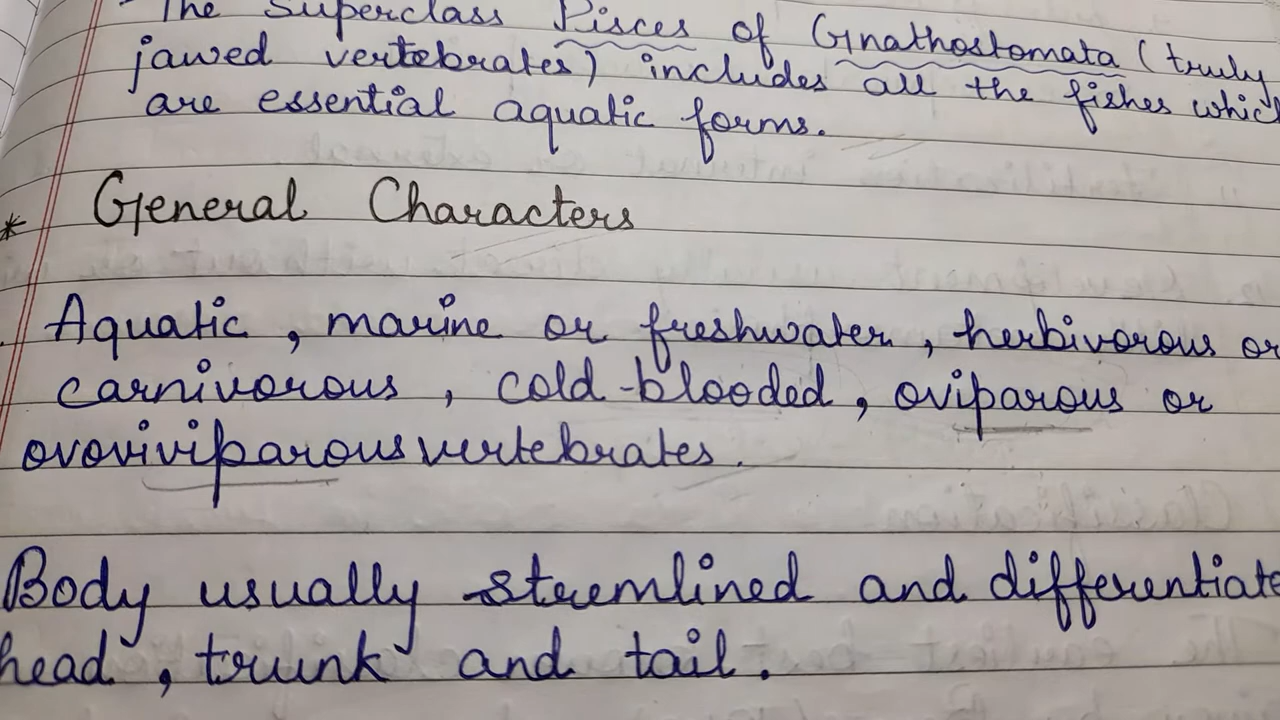 The Superclass Pisces of Gnathostomata (truly
jawed vertebrates) includes all the fishes which
are essential aquatic forms.
* General Characters
Aquatic, marine or freshwater, herbivorous or
carnivorous, cold-blooded, oviparous or
ovoviviparous vertebrates.
Body usually stremlined and differentiate
head, trunk and tail.